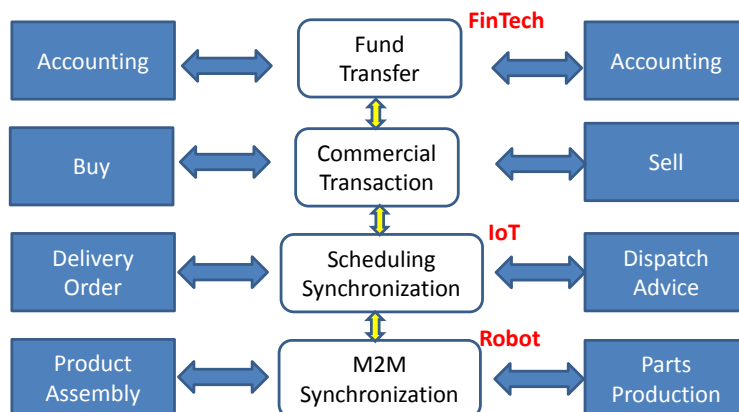 FinTech
Accounting
Fund
Transfer
Accounting
Buy
Commercial
Transaction
Sell
IoT
Delivery
Order
Scheduling
Synchronization
Dispatch
Advice
Robot
Product
Assembly
M2M
Synchronization
Parts
Production